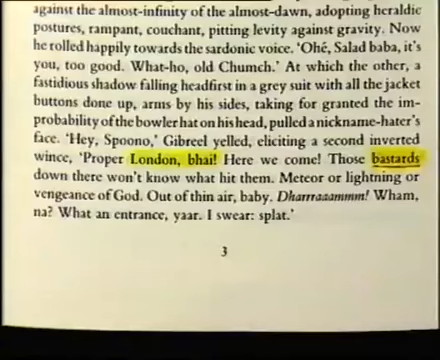 against the almost-infinity of the almost-dawn, adopting heraldic
postures, rampant, couchant, pitting levity against gravity. Now
he rolled happily towards the sardonic voice. ‘Ohé, Salad baba, it’s
you, too good. What-ho, old Chumch.’ At which the other, a
fastidious shadow falling headfirst in a grey suit with all the jacket
buttons done up, arms by his sides, taking for granted the im-
probability of the bowler hat on his head, pulled a nickname-hater’s
face. ‘Hey, Spoono,’ Gibreel yelled, eliciting a second inverted
wince, ‘Proper London, bhai! Here we come! Those bastards
down there won’t know what hit them. Meteor or lightning or
vengeance of God. Out of thin air, baby. Dharrraaammm! Wham,
na? What an entrance, yaar. I swear: splat.’
3